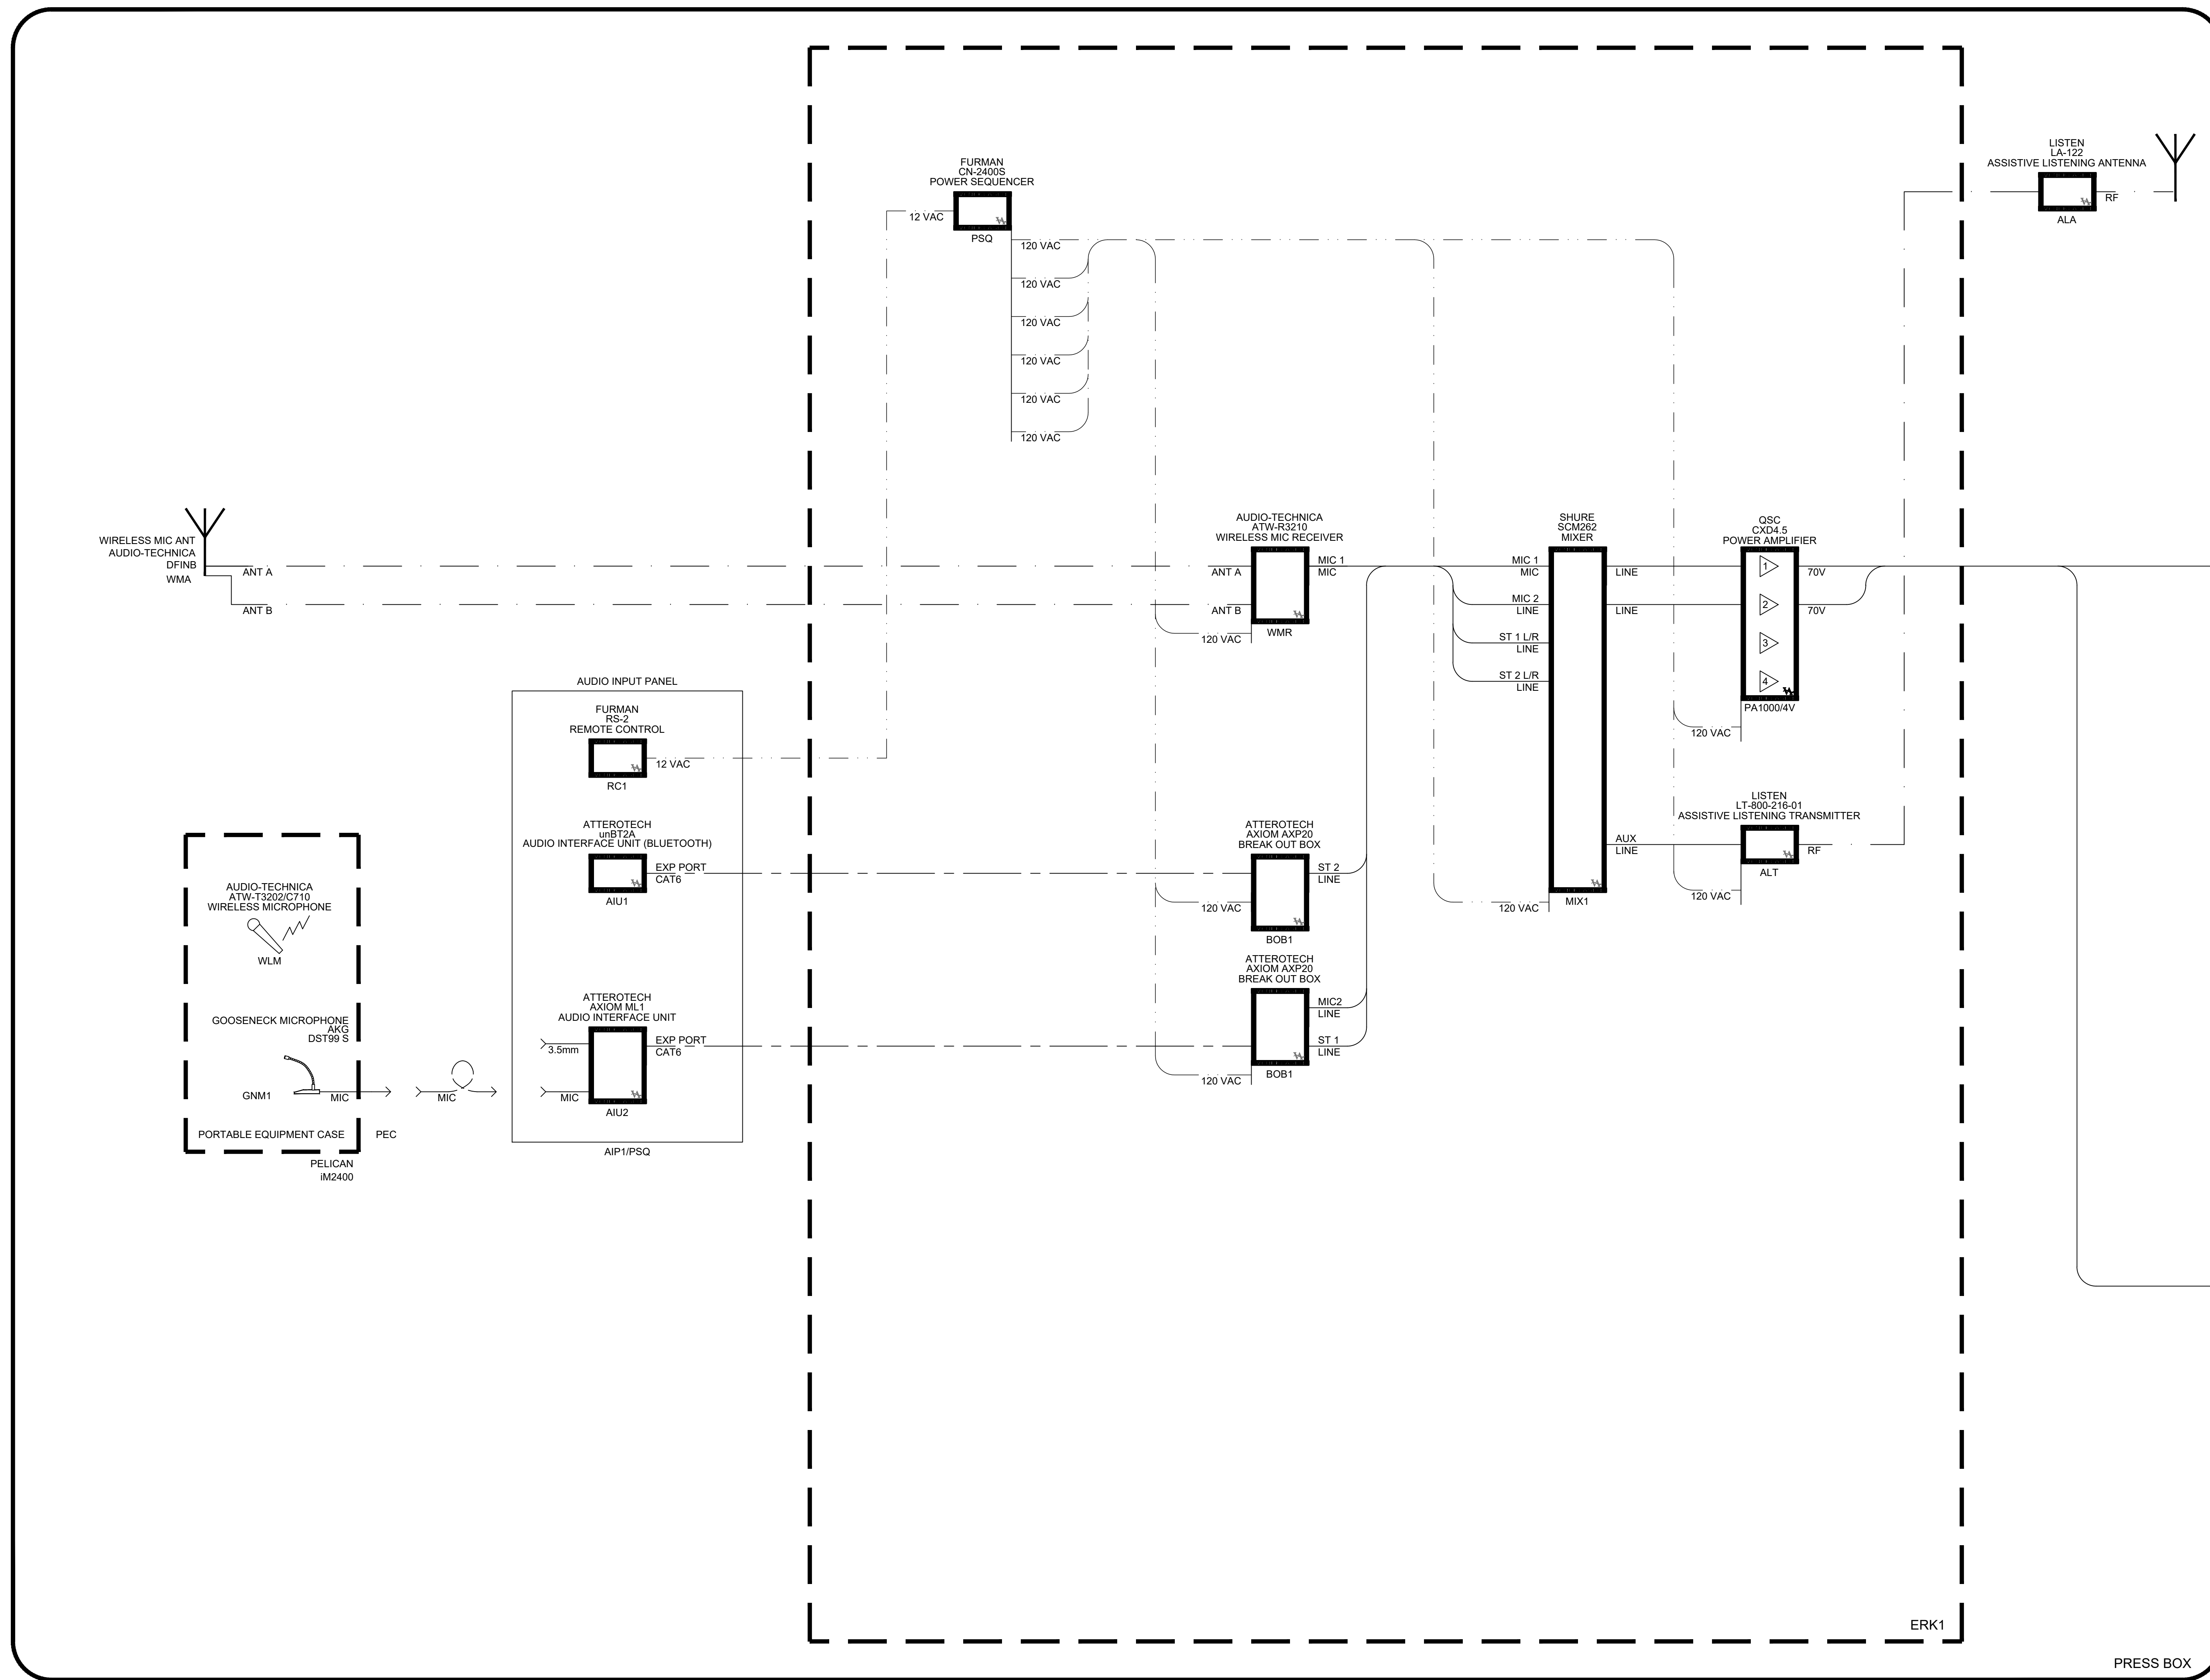 LISTEN
LA-122
ASSISTIVE LISTENING ANTENNA
RF
ALA
FURMAN
CN-2400S
POWER SEQUENCER
12 VAC
PSQ
120 VAC
120 VAC
120 VAC
120 VAC
120 VAC
120 VAC
WIRELESS MIC ANT
AUDIO-TECHNICA
DFINB
WMA
ANT A
ANT B
AUDIO-TECHNICA
ATW-R3210
WIRELESS MIC RECEIVER
ANT A
ANT B
MIC 1
MIC
WMR
120 VAC
SHURE
SCM262
MIXER
MIC 1
MIC
MIC 2
LINE
ST 1 L/R
LINE
ST 2 L/R
LINE
LINE
LINE
AUX
LINE
MIX1
120 VAC
QSC
CXD4.5
POWER AMPLIFIER
1
2
3
4
70V
70V
PA1000/4V
120 VAC
LISTEN
LT-800-216-01
ASSISTIVE LISTENING TRANSMITTER
RF
ALT
120 VAC
AUDIO INPUT PANEL
FURMAN
RS-2
REMOTE CONTROL
12 VAC
RC1
ATTEROTECH
unBT2A
AUDIO INTERFACE UNIT (BLUETOOTH)
EXP PORT
CAT6
AIU1
ATTEROTECH
AXIOM ML1
AUDIO INTERFACE UNIT
3.5mm
MIC
EXP PORT
CAT6
AIU2
AIP1/PSQ
ATTEROTECH
AXIOM AXP20
BREAK OUT BOX
ST 2
LINE
120 VAC
BOB1
ATTEROTECH
AXIOM AXP20
BREAK OUT BOX
MIC2
LINE
ST 1
LINE
120 VAC
BOB1
AUDIO-TECHNICA
ATW-T3202/C710
WIRELESS MICROPHONE
WLM
GOOSENECK MICROPHONE
AKG
DST99 S
GNM1
MIC
MIC
PORTABLE EQUIPMENT CASE
PEC
PELICAN
iM2400
ERK1
PRESS BOX